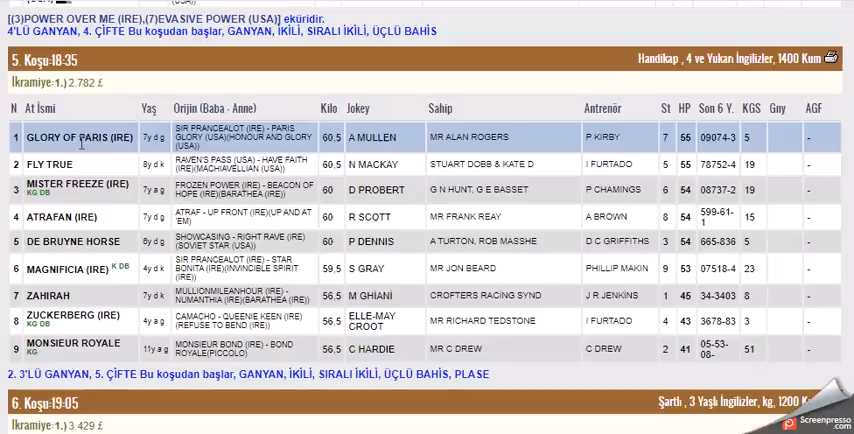 [(3)POWER OVER ME (IRE),(7)EVASIVE POWER (USA)] eküridir.
4'LÜ GANYAN, 4. ÇİFTE Bu koşudan başlar, GANYAN, İKİLİ, SIRALI İKİLİ, ÜÇLÜ BAHİS
5. Koşu:18-35 Handikap , 4 ve Yukarı İngilizler, 1400 Kum
İkramiye:1.) 2.782 £
N At İsmi Yaş Orijin (Baba - Anne) Kilo Jokey Sahip Antrenör St HP Son 6 Y. KGS Gny AGF
1 GLORY OF PARIS (IRE) 7y d g SIR PRANCEALOT (IRE) - PARIS GLORY (USA)(HONOUR AND GLORY (USA)) 60,5 A MULLEN MR ALAN ROGERS P KIRBY 7 55 09074-3 5 -
2 FLY TRUE 8y d k RAVEN'S PASS (USA) - HAVE FAITH (IRE)(MACHIAVELLIAN (USA)) 60,5 N MACKAY STUART DOBB & KATE D I FURTADO 5 55 78752-4 19 -
3 MISTER FREEZE (IRE) KG DB 7y a g FROZEN POWER (IRE) - BEACON OF HOPE (IRE)(BARATHEA (IRE)) 60 D PROBERT G N HUNT, G E BASSET P CHAMINGS 6 54 08737-2 19 -
4 ATRAFAN (IRE) 7y d g ATRAF - UP FRONT (IRE)(UP AND AT 'EM) 60 R SCOTT MR FRANK REAY A BROWN 8 54 599-61-1 15 -
5 DE BRUYNE HORSE 6y d g SHOWCASING - RIGHT RAVE (IRE)(SOVIET STAR (USA)) 60 P DENNIS A TURTON, ROB MASSHE D C GRIFFITHS 3 54 665-836 5 -
6 MAGNIFICIA (IRE) K DB 4y d k SIR PRANCEALOT (IRE) - STAR BONITA (IRE)(INVINCIBLE SPIRIT (IRE)) 59,5 S GRAY MR JON BEARD PHILLIP MAKIN 9 53 07518-4 23 -
7 ZAHIRAH 7y d k MULLIONMILEANHOUR (IRE) - NUMANTHIA (IRE)(BARATHEA (IRE)) 56,5 M GHIANI CROFTERS RACING SYND J R JENKINS 1 45 34-3403 8 -
8 ZUCKERBERG (IRE) KG DB 4y a g CAMACHO - QUEENIE KEEN (IRE)(REFUSE TO BEND (IRE)) 56,5 ELLE-MAY CROOT MR RICHARD TEDSTONE I FURTADO 4 43 3678-83 3 -
9 MONSIEUR ROYALE KG 11y a g MONSIEUR BOND (IRE) - BOND ROYALE(PICCOLO) 56,5 C HARDIE MR C DREW C DREW 2 41 05-53-08- 51 -
2. 3'LÜ GANYAN, 5. ÇİFTE Bu koşudan başlar, GANYAN, İKİLİ, SIRALI İKİLİ, ÜÇLÜ BAHİS, PLASE
6. Koşu:19-05 Şartlı , 3 Yaşlı İngilizler, kg, 1200
İkramiye:1.) 3.429 £
Screenpresso.com